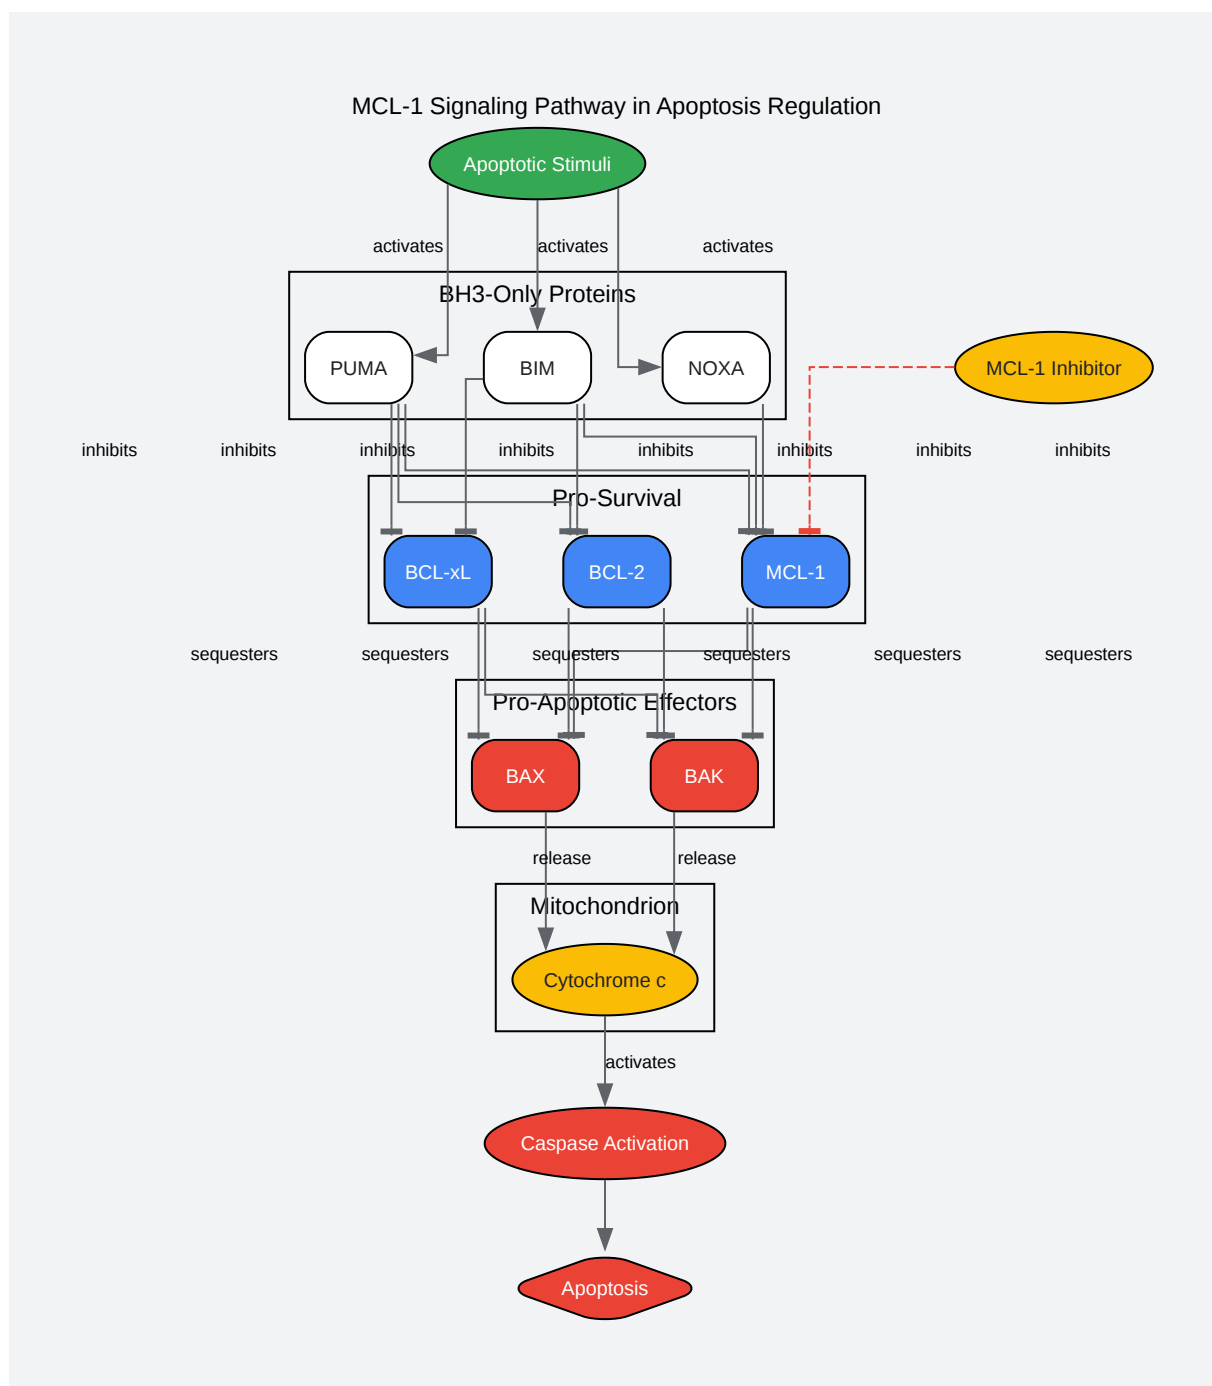 MCL-1 Signaling Pathway in Apoptosis Regulation
Apoptotic Stimuli
activates
activates
activates
BH3-Only Proteins
PUMA
BIM
NOXA
MCL-1 Inhibitor
inhibits
inhibits
inhibits
inhibits
inhibits
inhibits
inhibits
inhibits
Pro-Survival
BCL-xL
BCL-2
MCL-1
sequesters
sequesters
sequesters
sequesters
sequesters
sequesters
Pro-Apoptotic Effectors
BAX
BAK
release
release
Mitochondrion
Cytochrome c
activates
Caspase Activation
Apoptosis